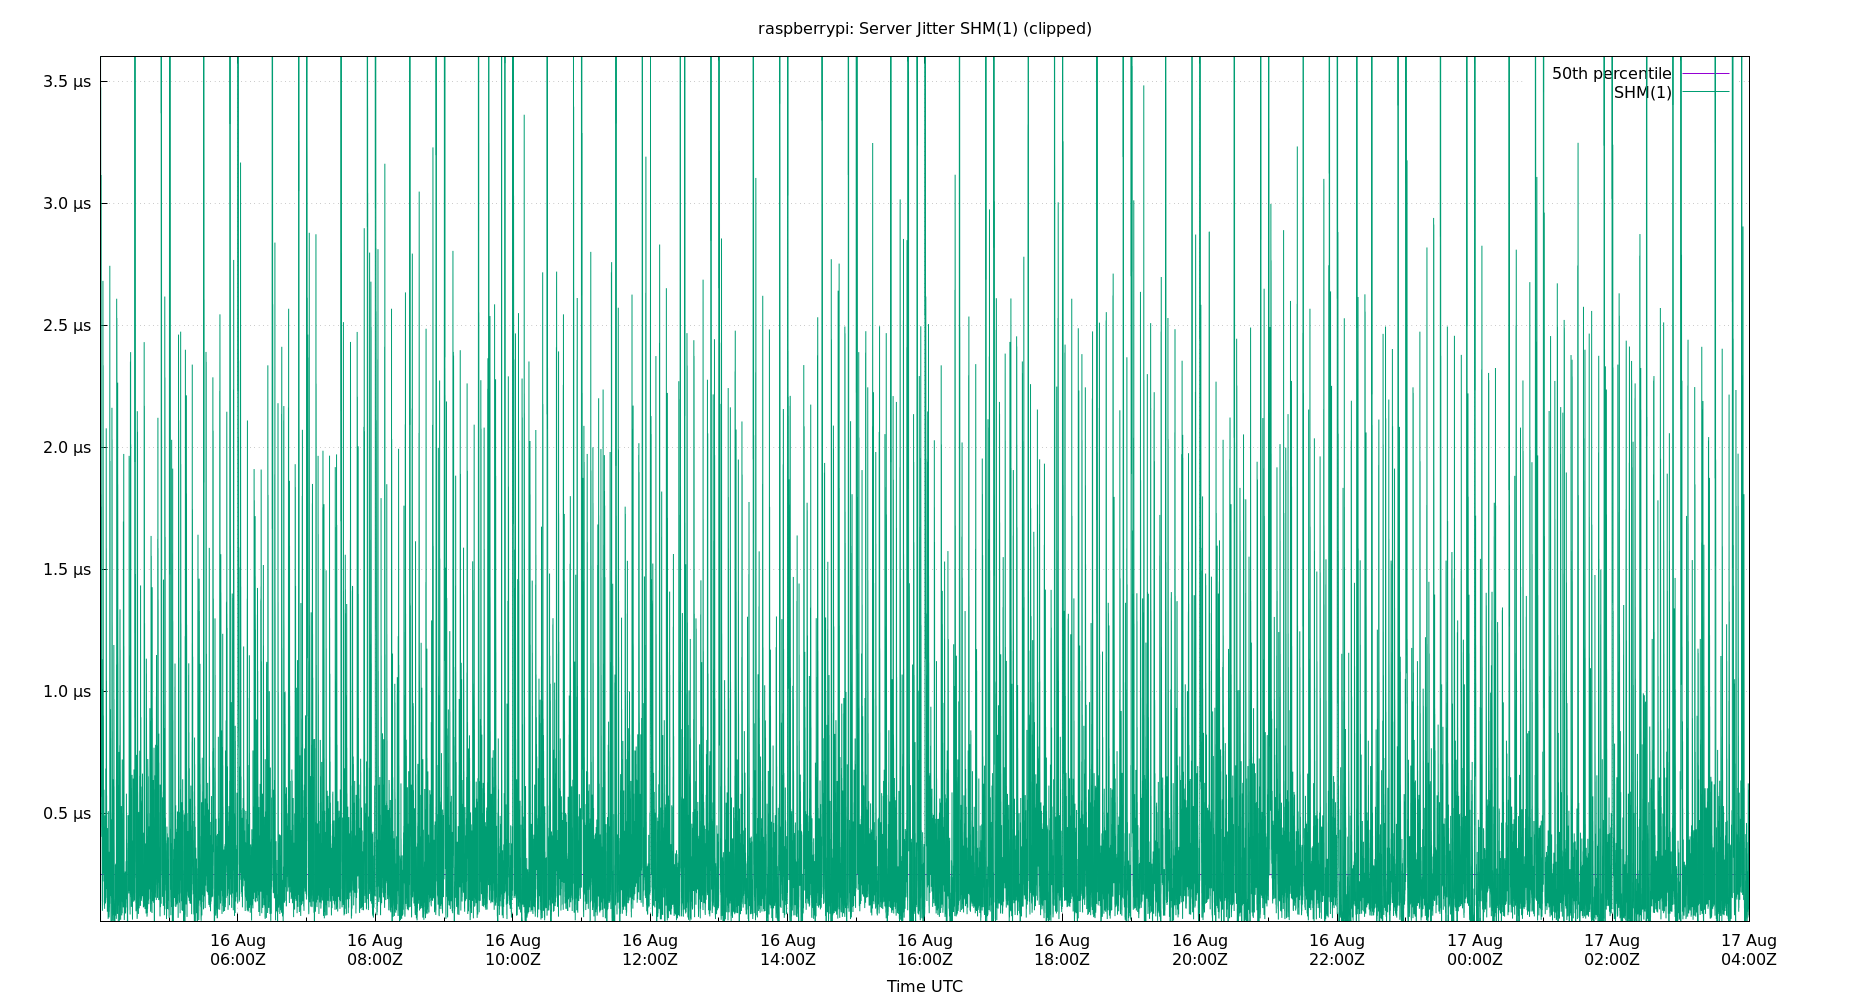 raspberrypi: Server Jitter SHM(1) (clipped)
50th percentile
SHM(1)
3.5 μs
3.0 μs
2.5 μs
2.0 μs
1.5 μs
1.0 μs
0.5 μs
16 Aug 16 Aug 16 Aug 16 Aug 16 Aug 16 Aug 16 Aug 16 Aug 16 Aug 17 Aug 17 Aug 17 Aug
06:00Z 08:00Z 10:00Z 12:00Z 14:00Z 16:00Z 18:00Z 20:00Z 22:00Z 00:00Z 02:00Z 04:00Z
Time UTC